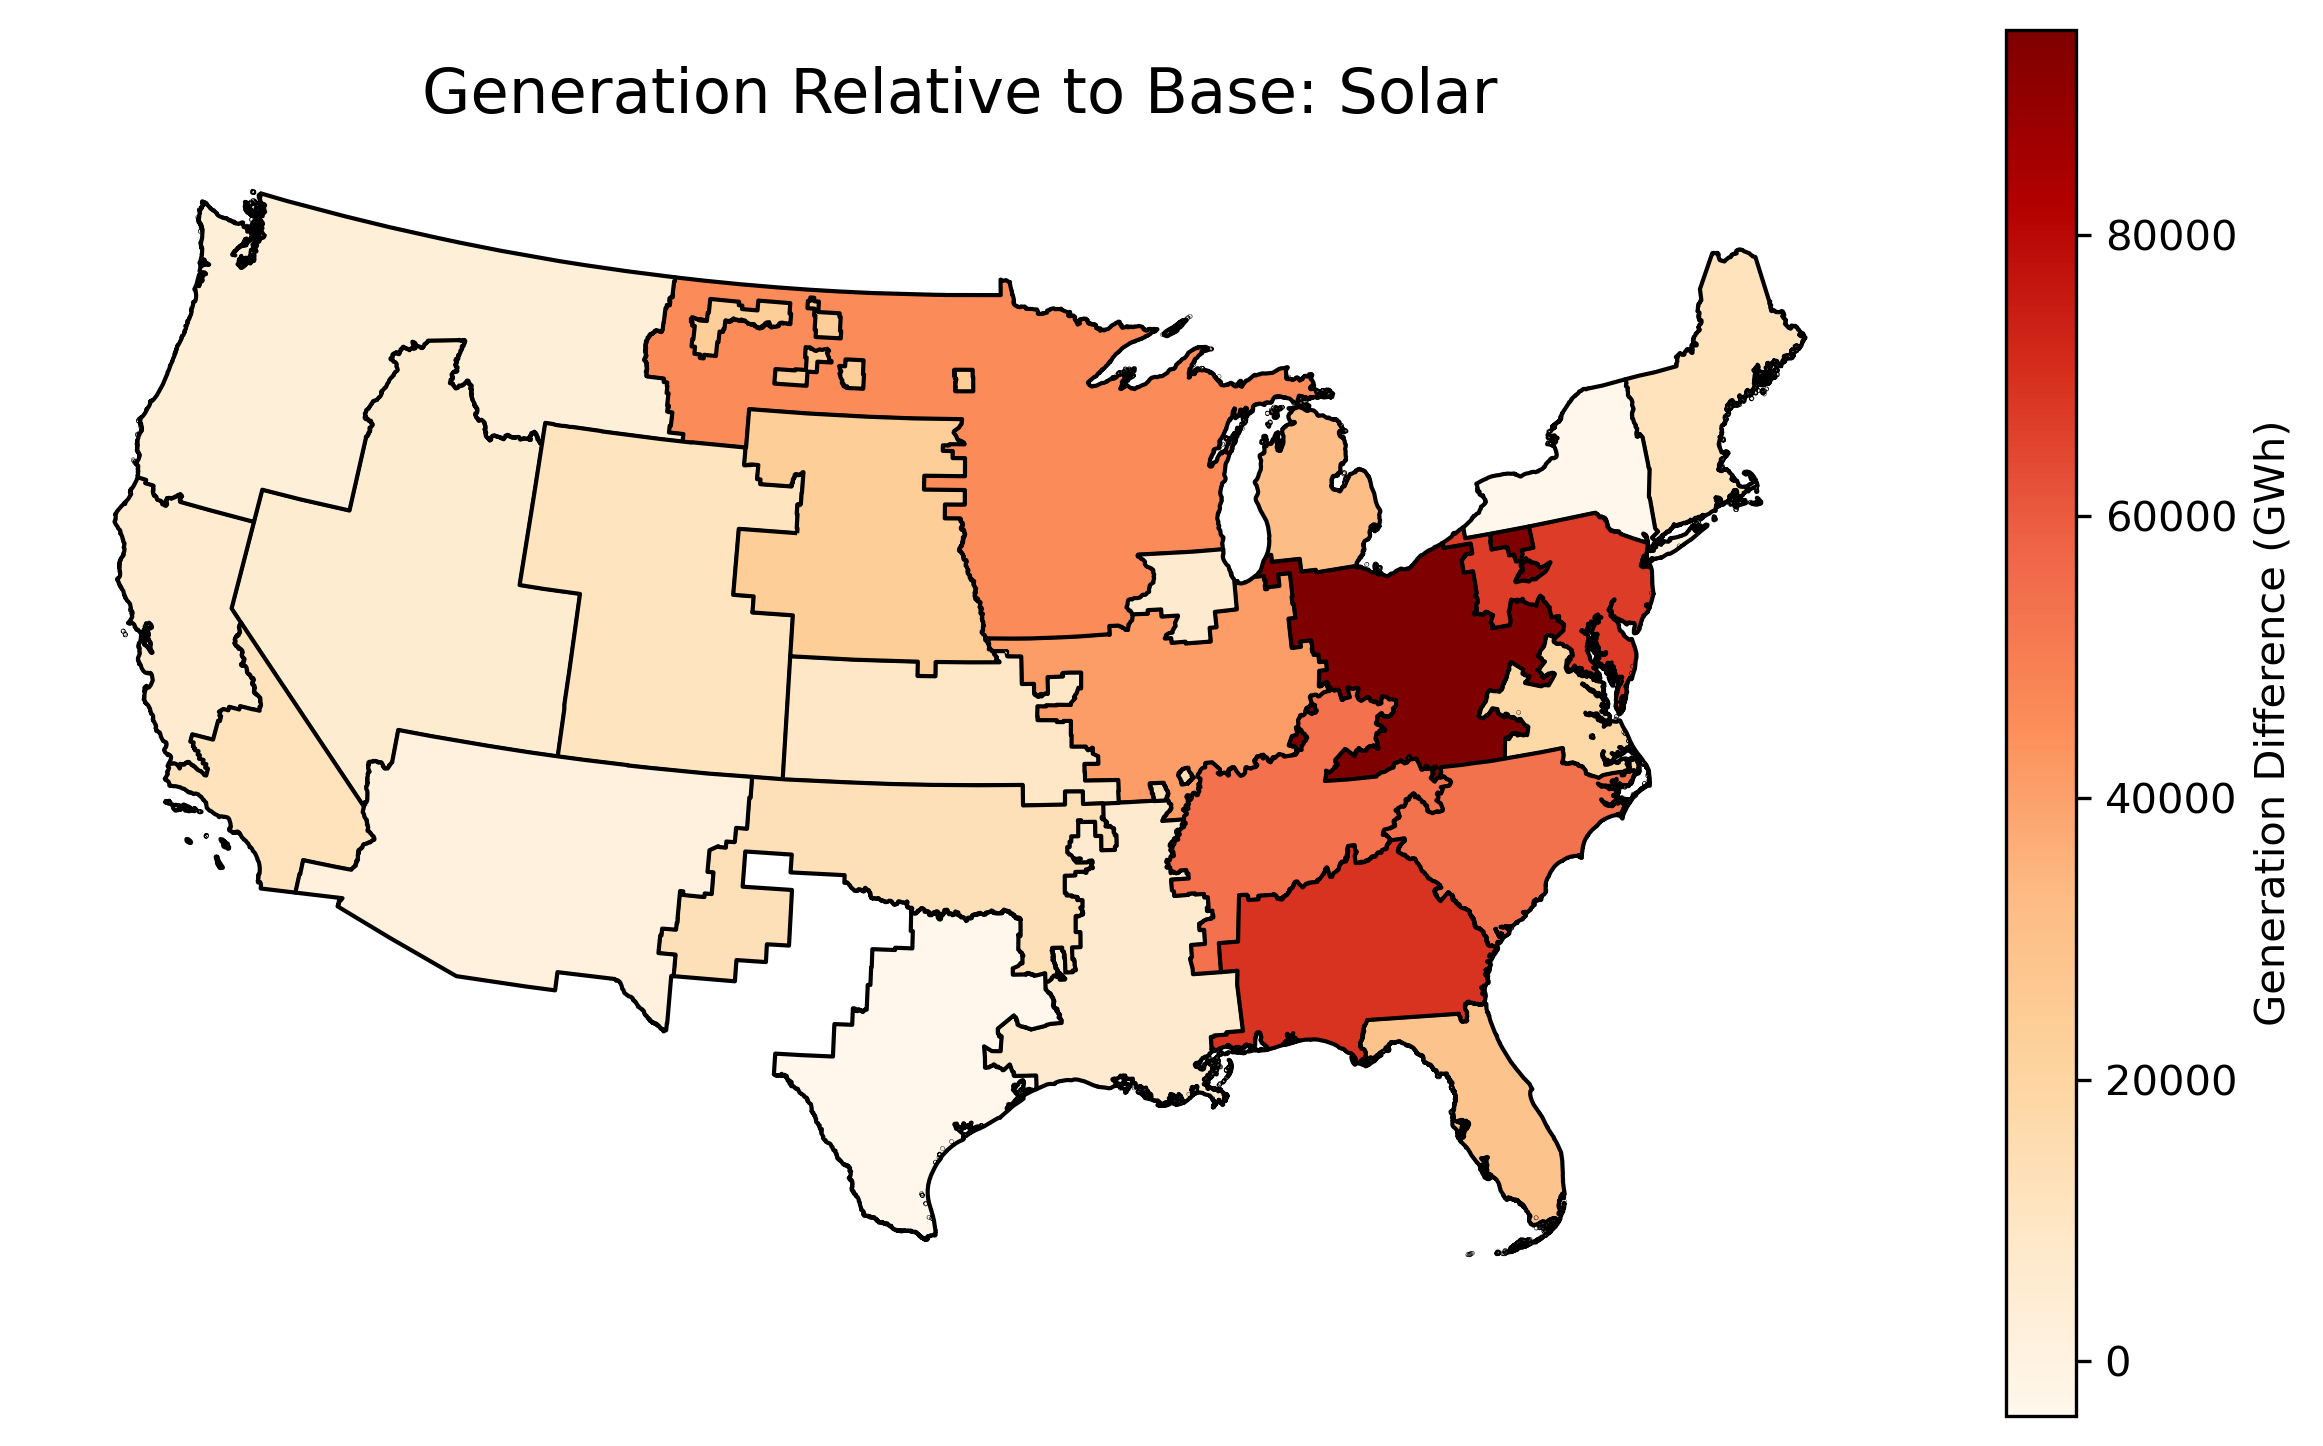 Generation Relative to Base: Solar
80000
60000
40000
20000
0
Generation Difference (GWh)